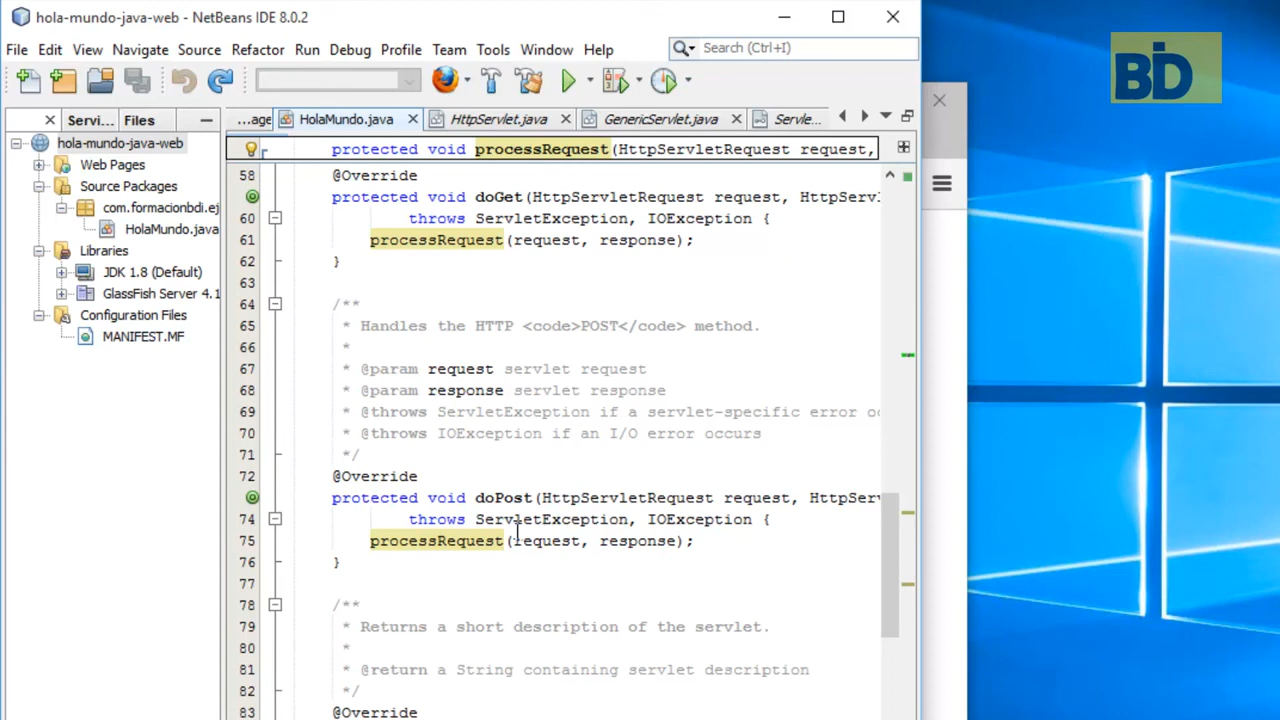 hola-mundo-java-web - NetBeans IDE 8.0.2
File Edit View Navigate Source Refactor Run Debug Profile Team Tools Window Help
Search (Ctrl+I)
BD
Servi... Files
...age HolaMundo.java HttpServlet.java GenericServlet.java Servle...
hola-mundo-java-web
Web Pages
Source Packages
com.formacionbdi.ej
HolaMundo.java
Libraries
JDK 1.8 (Default)
GlassFish Server 4.1
Configuration Files
MANIFEST.MF
protected void processRequest(HttpServletRequest request,
58 @Override
protected void doGet(HttpServletRequest request, HttpServl
60 throws ServletException, IOException {
61 processRequest(request, response);
62 }
63
64 /**
65 * Handles the HTTP <code>POST</code> method.
66 *
67 * @param request servlet request
68 * @param response servlet response
69 * @throws ServletException if a servlet-specific error oc
70 * @throws IOException if an I/O error occurs
71 */
72 @Override
protected void doPost(HttpServletRequest request, HttpServ
74 throws ServletException, IOException {
75 processRequest(request, response);
76 }
77
78 /**
79 * Returns a short description of the servlet.
80 *
81 * @return a String containing servlet description
82 */
83 @Override